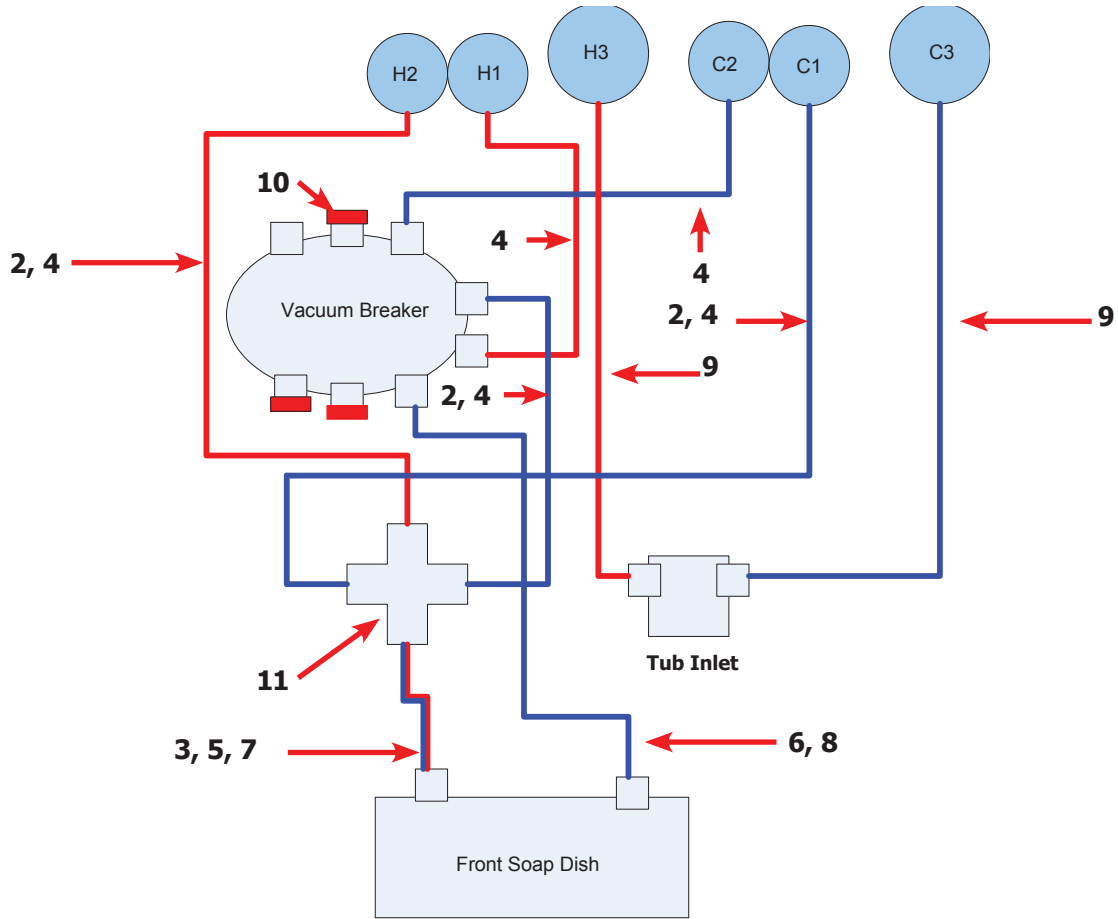 H2
H1
H3
C2
C1
C3
10
4
2, 4
4
2, 4
9
Vacuum Breaker
2, 4
9
Tub Inlet
11
3, 5, 7
6, 8
Front Soap Dish